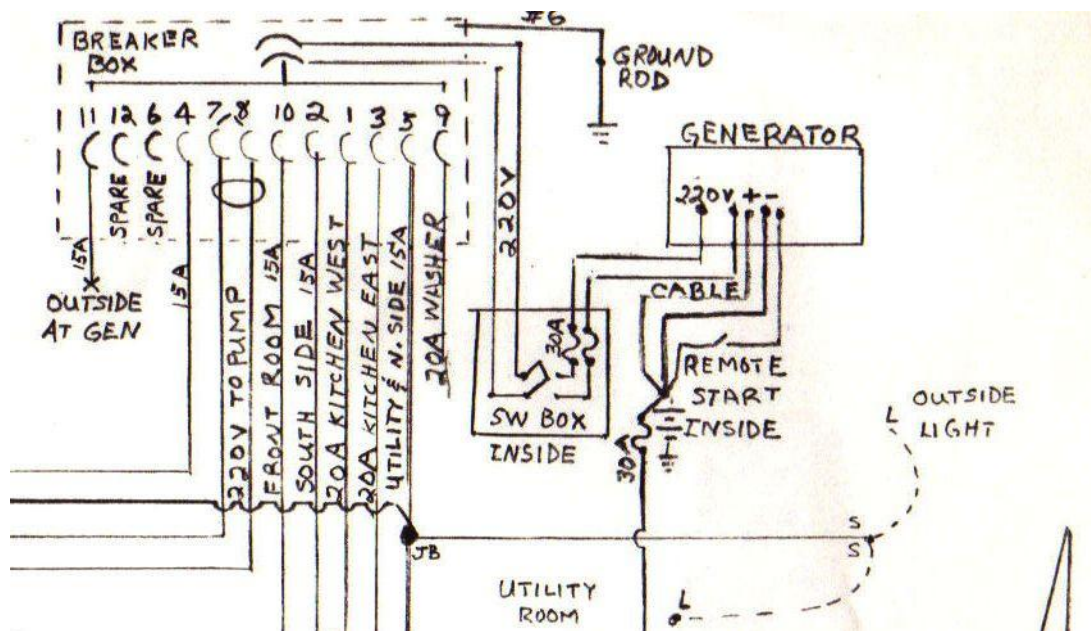 #6
BREAKER
BOX
GROUND
ROD
11 12 6 4 7/8 10 2 1 3 5 9
GENERATOR
220V + -
SPARE
SPARE
220V
15A
OUTSIDE
AT GEN
15A
220V TO PUMP
FRONT ROOM 15A
SOUTH SIDE 15A
20A KITCHEN WEST
20A KITCHEN EAST
UTILITY & N. SIDE 15A
20A WASHER
CABLE
30A
SW BOX
INSIDE
REMOTE
START
INSIDE
30A
L OUTSIDE
LIGHT
JB
S
S
UTILITY
ROOM
L